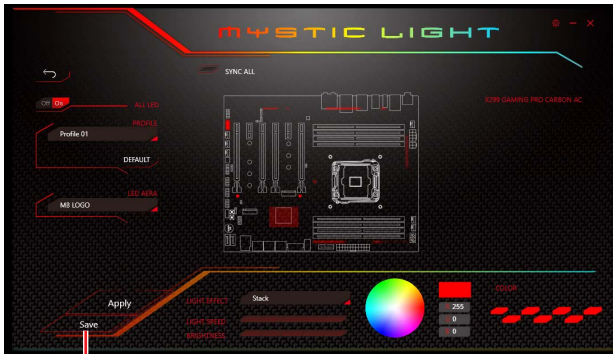 MYSTIC LIGHT
SYNC ALL
Off On
ALL LED
X299 GAMING PRO CARBON AC
PROFILE
Profile 01
DEFAULT
LED AERA
MB LOGO
Apply
Save
LIGHT EFFECT
Stack
LIGHT SPEED
BRIGHTNESS
255
0
0
COLOR